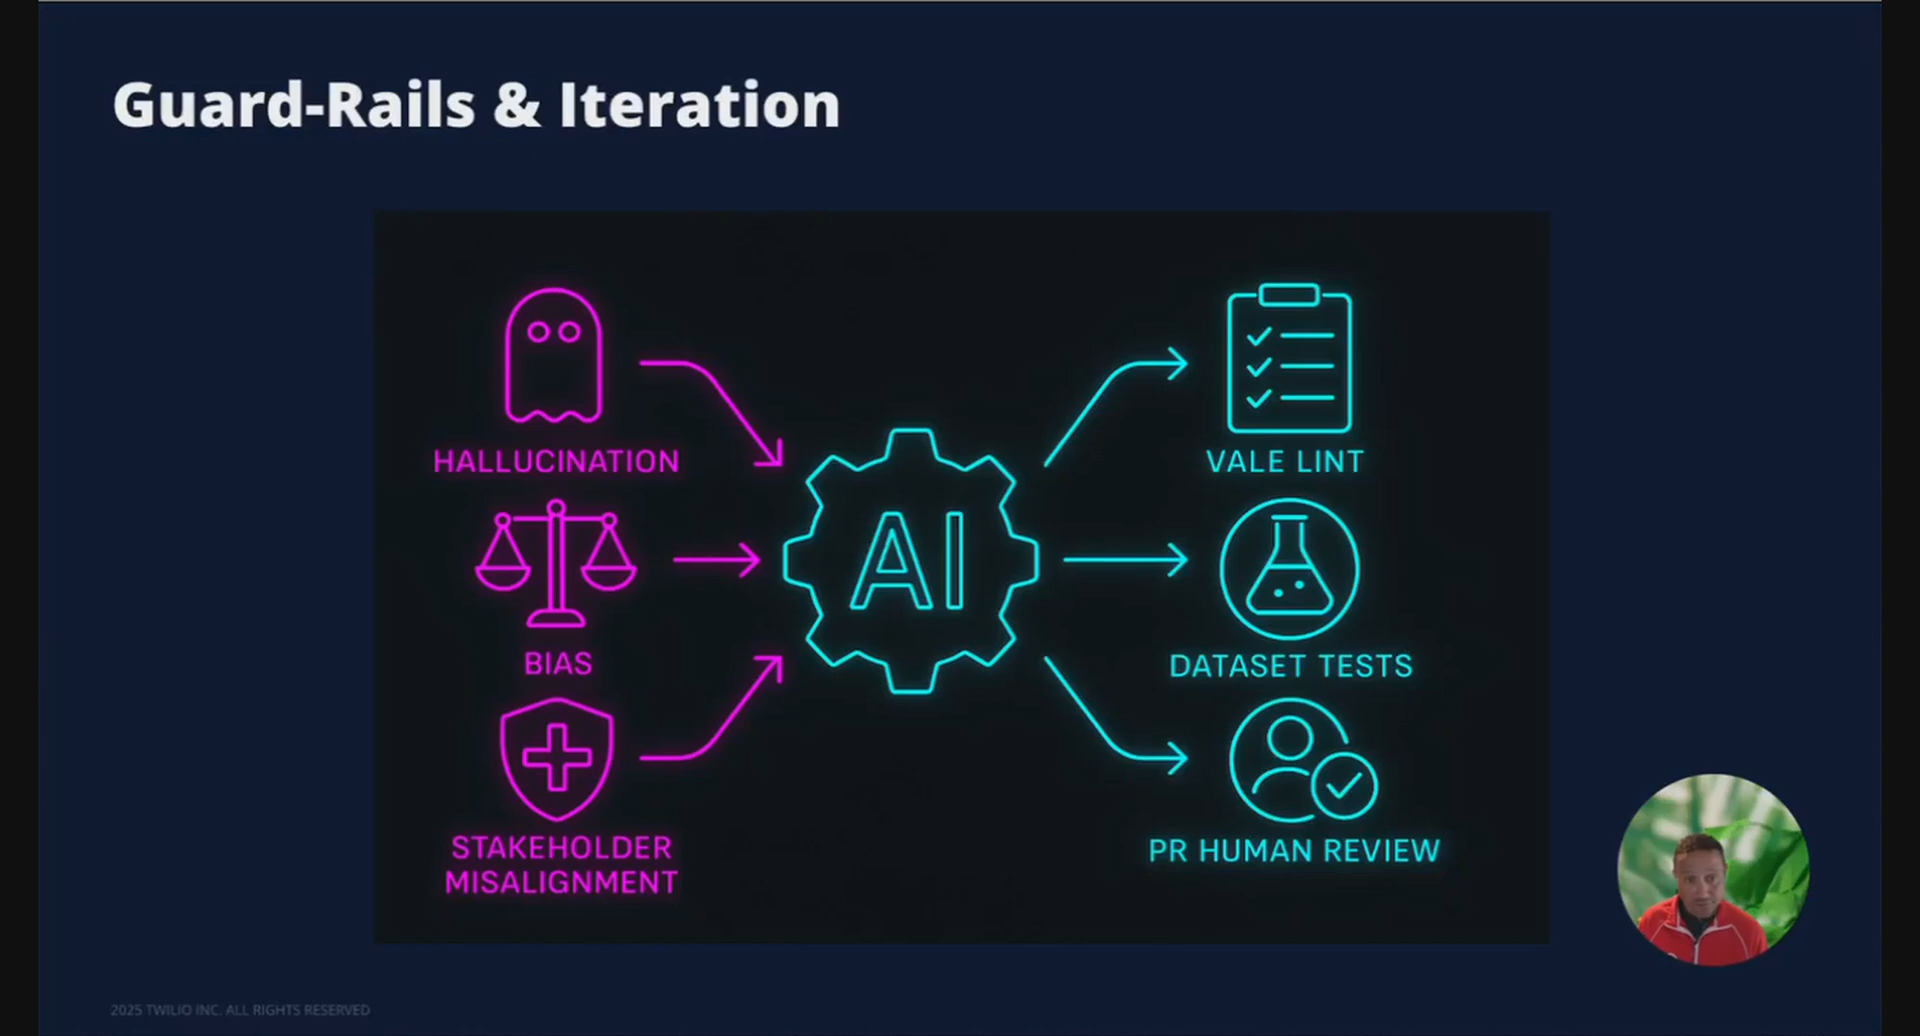 Guard-Rails & Iteration
HALLUCINATION
BIAS
STAKEHOLDER
MISALIGNMENT
AI
VALE LINT
DATASET TESTS
PR HUMAN REVIEW
2025 TWILIO INC. ALL RIGHTS RESERVED